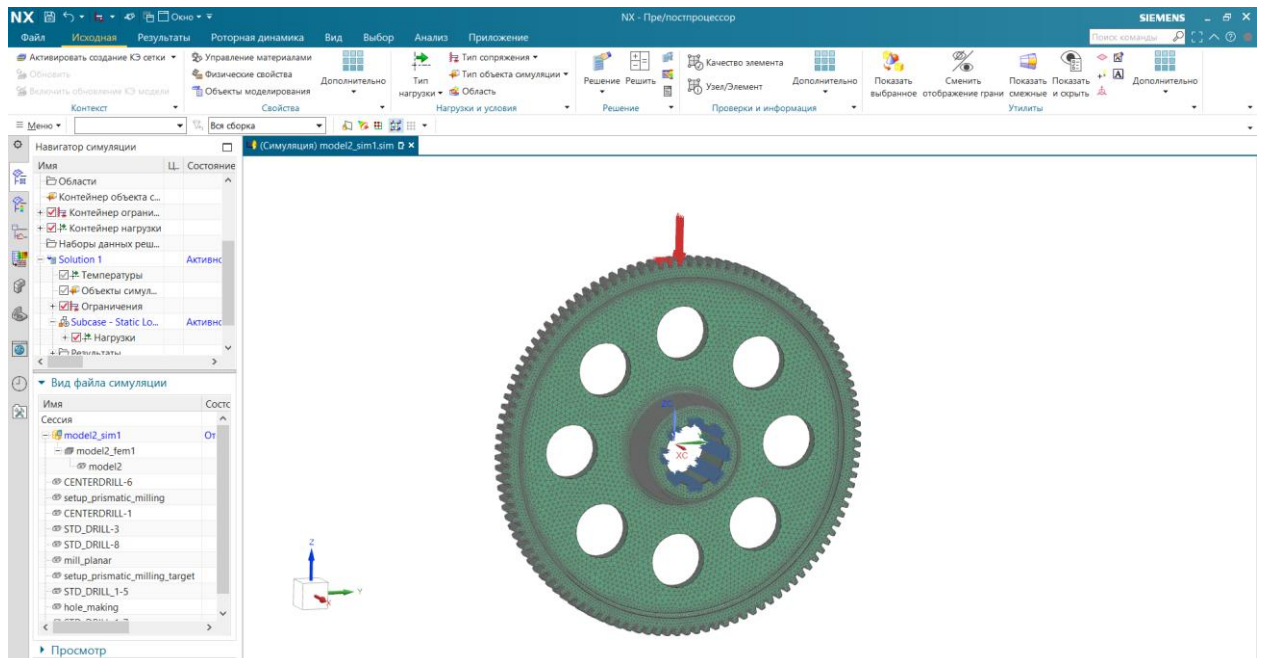 NX Окно NX - Пре/постпроцессор SIEMENS
Файл Исходная Результаты Роторная динамика Вид Выбор Анализ Приложение Поиск команды
Активировать создание КЭ сетки
Обновить
Включить обновление КЭ модели
Контекст
Управление материалами
Физические свойства
Объекты моделирования
Дополнительно
Свойства
Тип нагрузки
Тип сопряжения
Тип объекта симуляции
Область
Нагрузки и условия
Решение Решить
Решение
Качество элемента
Узел/Элемент
Дополнительно
Проверки и информация
Показать выбранное
Сменить отображение грани
Показать смежные
Показать и скрыть
A
Дополнительно
Утилиты
Меню Вся сборка
Навигатор симуляции
(Симуляция) model2_sim1.sim
Имя Ц.. Состояние
Области
Контейнер объекта с...
Контейнер ограни...
Контейнер нагрузки
Наборы данных реш...
Solution 1 Активнс
Температуры
Объекты симул...
Ограничения
Subcase - Static Lo... Активнс
Нагрузки
Результаты
Вид файла симуляции
Имя Состс
Сессия
model2_sim1 От
model2_fem1
model2
CENTERDRILL-6
setup_prismatic_milling
CENTERDRILL-1
STD_DRILL-3
STD_DRILL-8
mill_planar
setup_prismatic_milling_target
STD_DRILL_1-5
hole_making
Просмотр
ZC
XC
Z
Y
X